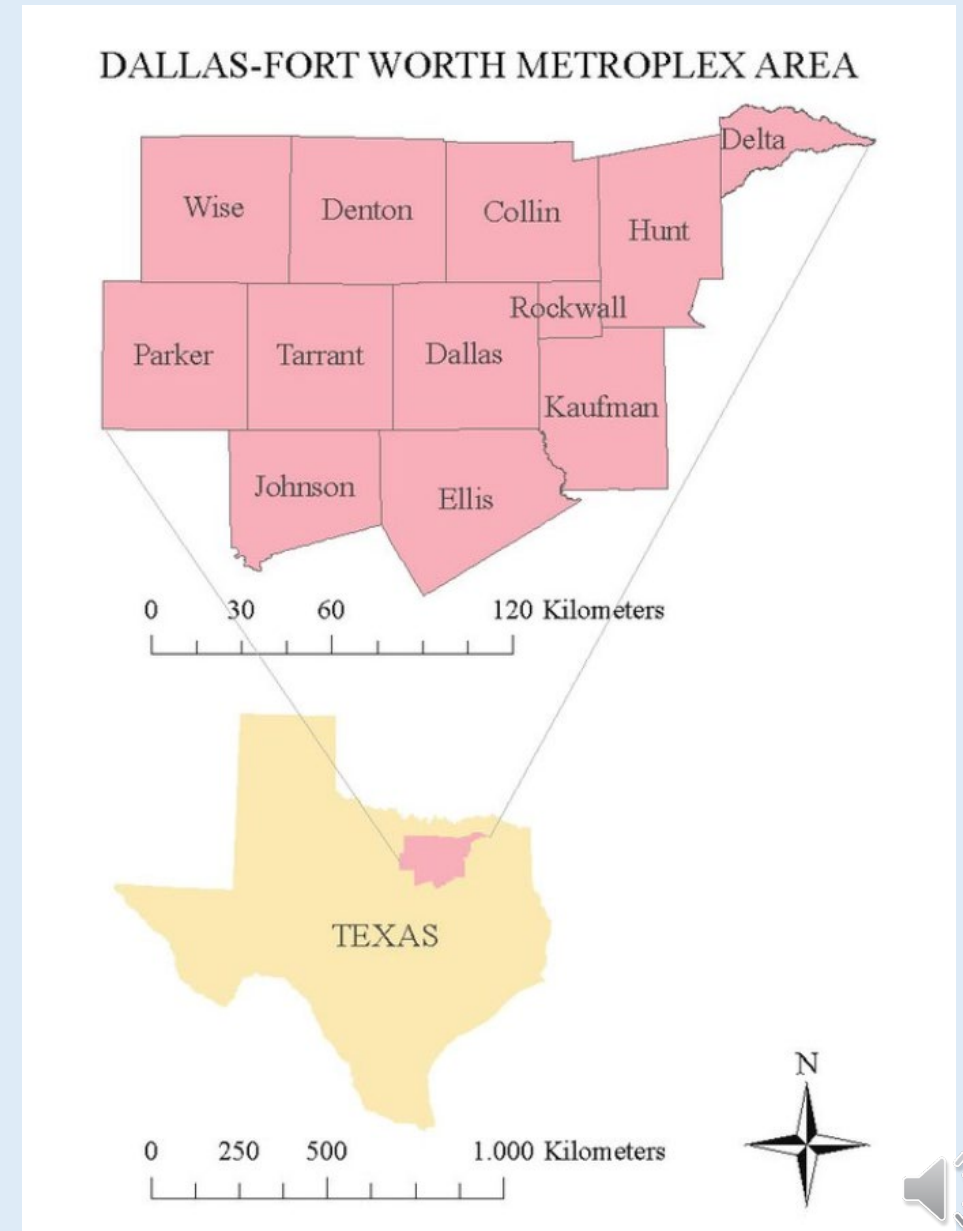 DALLAS-FORT WORTH METROPLEX AREA
Delta
Wise
Denton
Collin
Hunt
Rockwall
Parker
Tarrant
Dallas
Kaufman
Johnson
Ellis
0 30 60 120 Kilometers
TEXAS
N
0 250 500 1.000 Kilometers